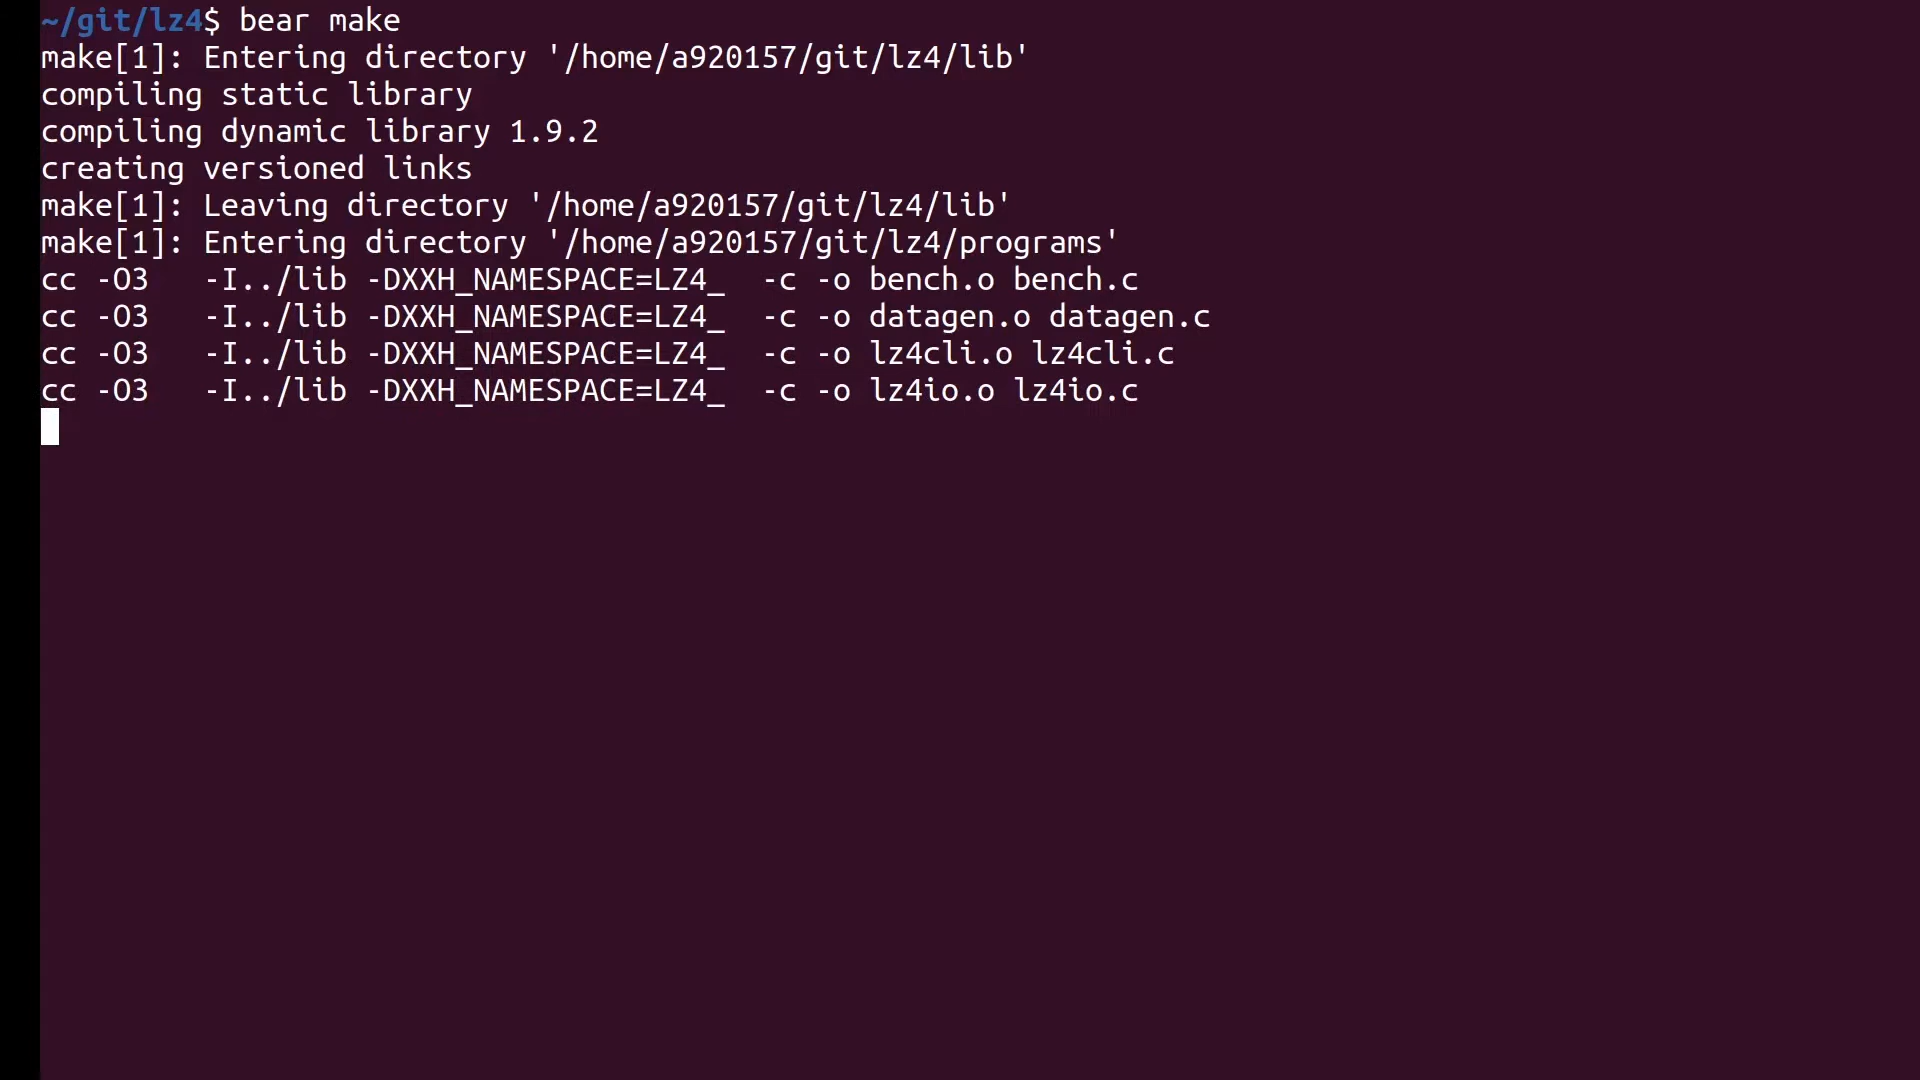 ~/git/lz4$ bear make
make[1]: Entering directory '/home/a920157/git/lz4/lib'
compiling static library
compiling dynamic library 1.9.2
creating versioned links
make[1]: Leaving directory '/home/a920157/git/lz4/lib'
make[1]: Entering directory '/home/a920157/git/lz4/programs'
cc -O3   -I../lib -DXXH_NAMESPACE=LZ4_  -c -o bench.o bench.c
cc -O3   -I../lib -DXXH_NAMESPACE=LZ4_  -c -o datagen.o datagen.c
cc -O3   -I../lib -DXXH_NAMESPACE=LZ4_  -c -o lz4cli.o lz4cli.c
cc -O3   -I../lib -DXXH_NAMESPACE=LZ4_  -c -o lz4io.o lz4io.c